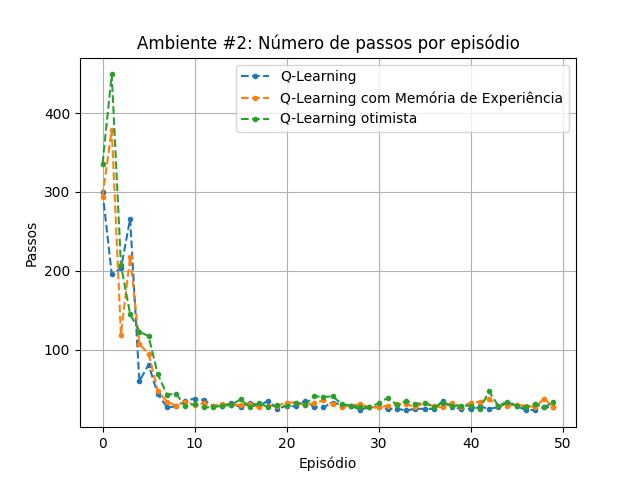 Ambiente #2: Número de passos por episódio
Q-Learning
Q-Learning com Memória de Experiência
Q-Learning otimista
400
300
200
100
Passos
0
10
20
30
40
50
Episódio